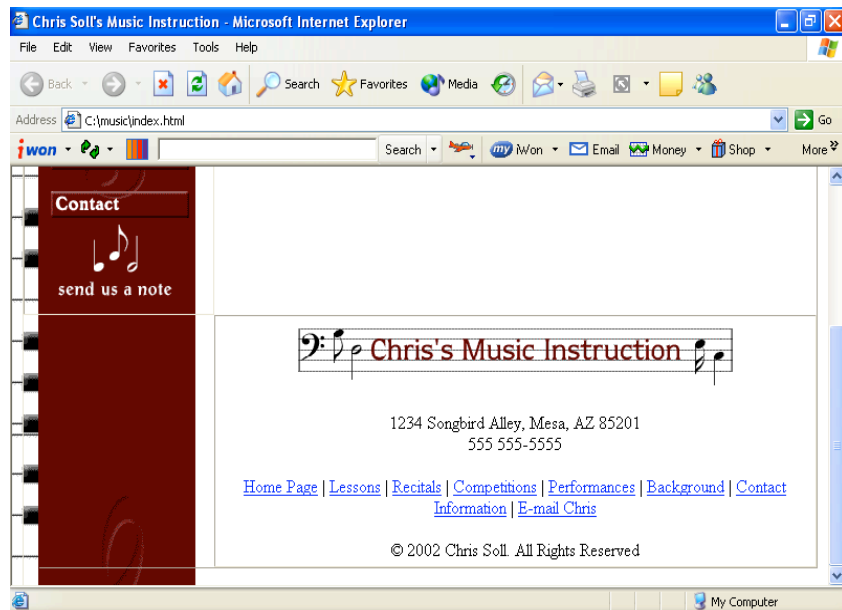 Chris Soll's Music Instruction - Microsoft Internet Explorer
File Edit View Favorites Tools Help
Back Search Favorites Media
Address C:\music\index.html Go
iwon Search my iWon Email Money Shop More
Contact
send us a note
Chris's Music Instruction
1234 Songbird Alley, Mesa, AZ 85201
555 555-5555
Home Page | Lessons | Recitals | Competitions | Performances | Background | Contact
Information | E-mail Chris
© 2002 Chris Soll. All Rights Reserved
My Computer